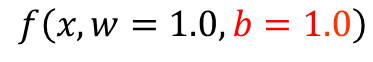 f(x, w = 1.0, b = 1.0)